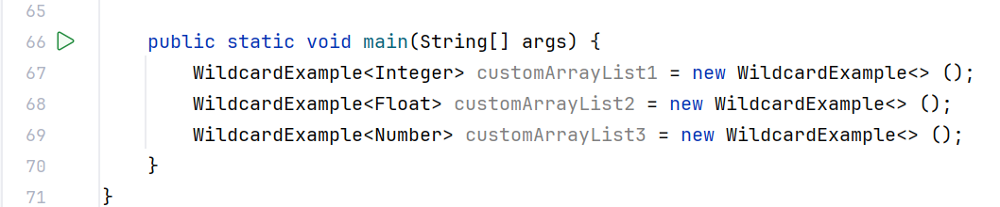 65
66 public static void main(String[] args) {
67 WildcardExample<Integer> customArrayList1 = new WildcardExample<> ();
68 WildcardExample<Float> customArrayList2 = new WildcardExample<> ();
69 WildcardExample<Number> customArrayList3 = new WildcardExample<> ();
70 }
71 }